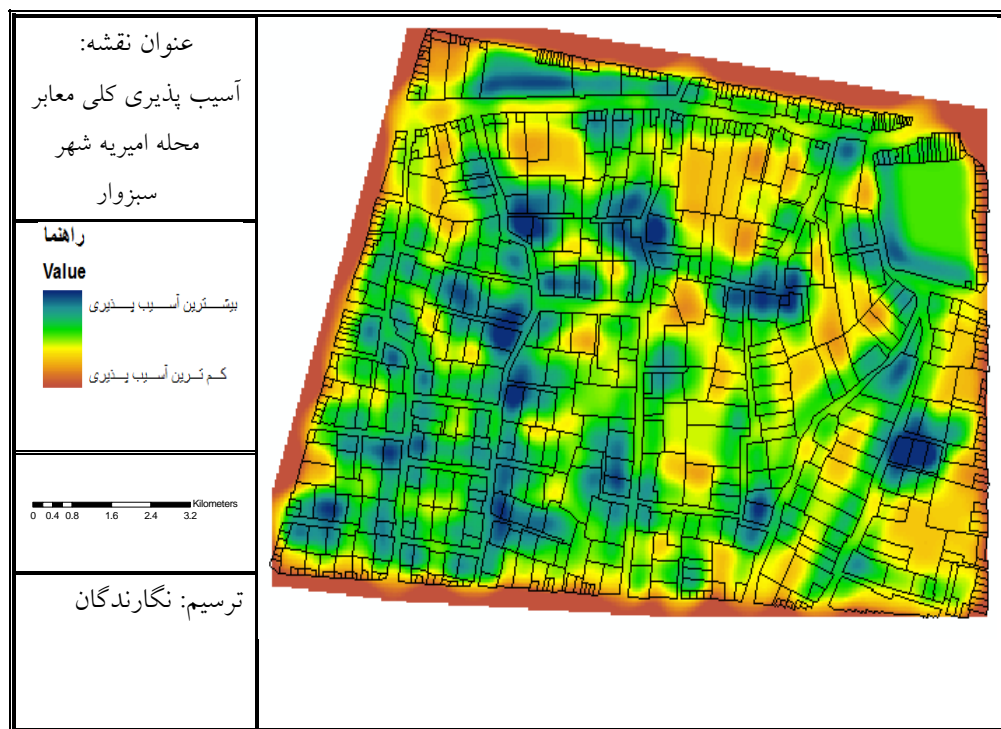 عنوان نقشه:
آسیب پذیری کلی معابر
محله امیریه شهر
سبزوار
راهنما
Value
بیشترین آسیب پذیری
کم ترین آسیب پذیری
Kilometers
0 0.4 0.8 1.6 2.4 3.2
ترسیم: نگارندگان